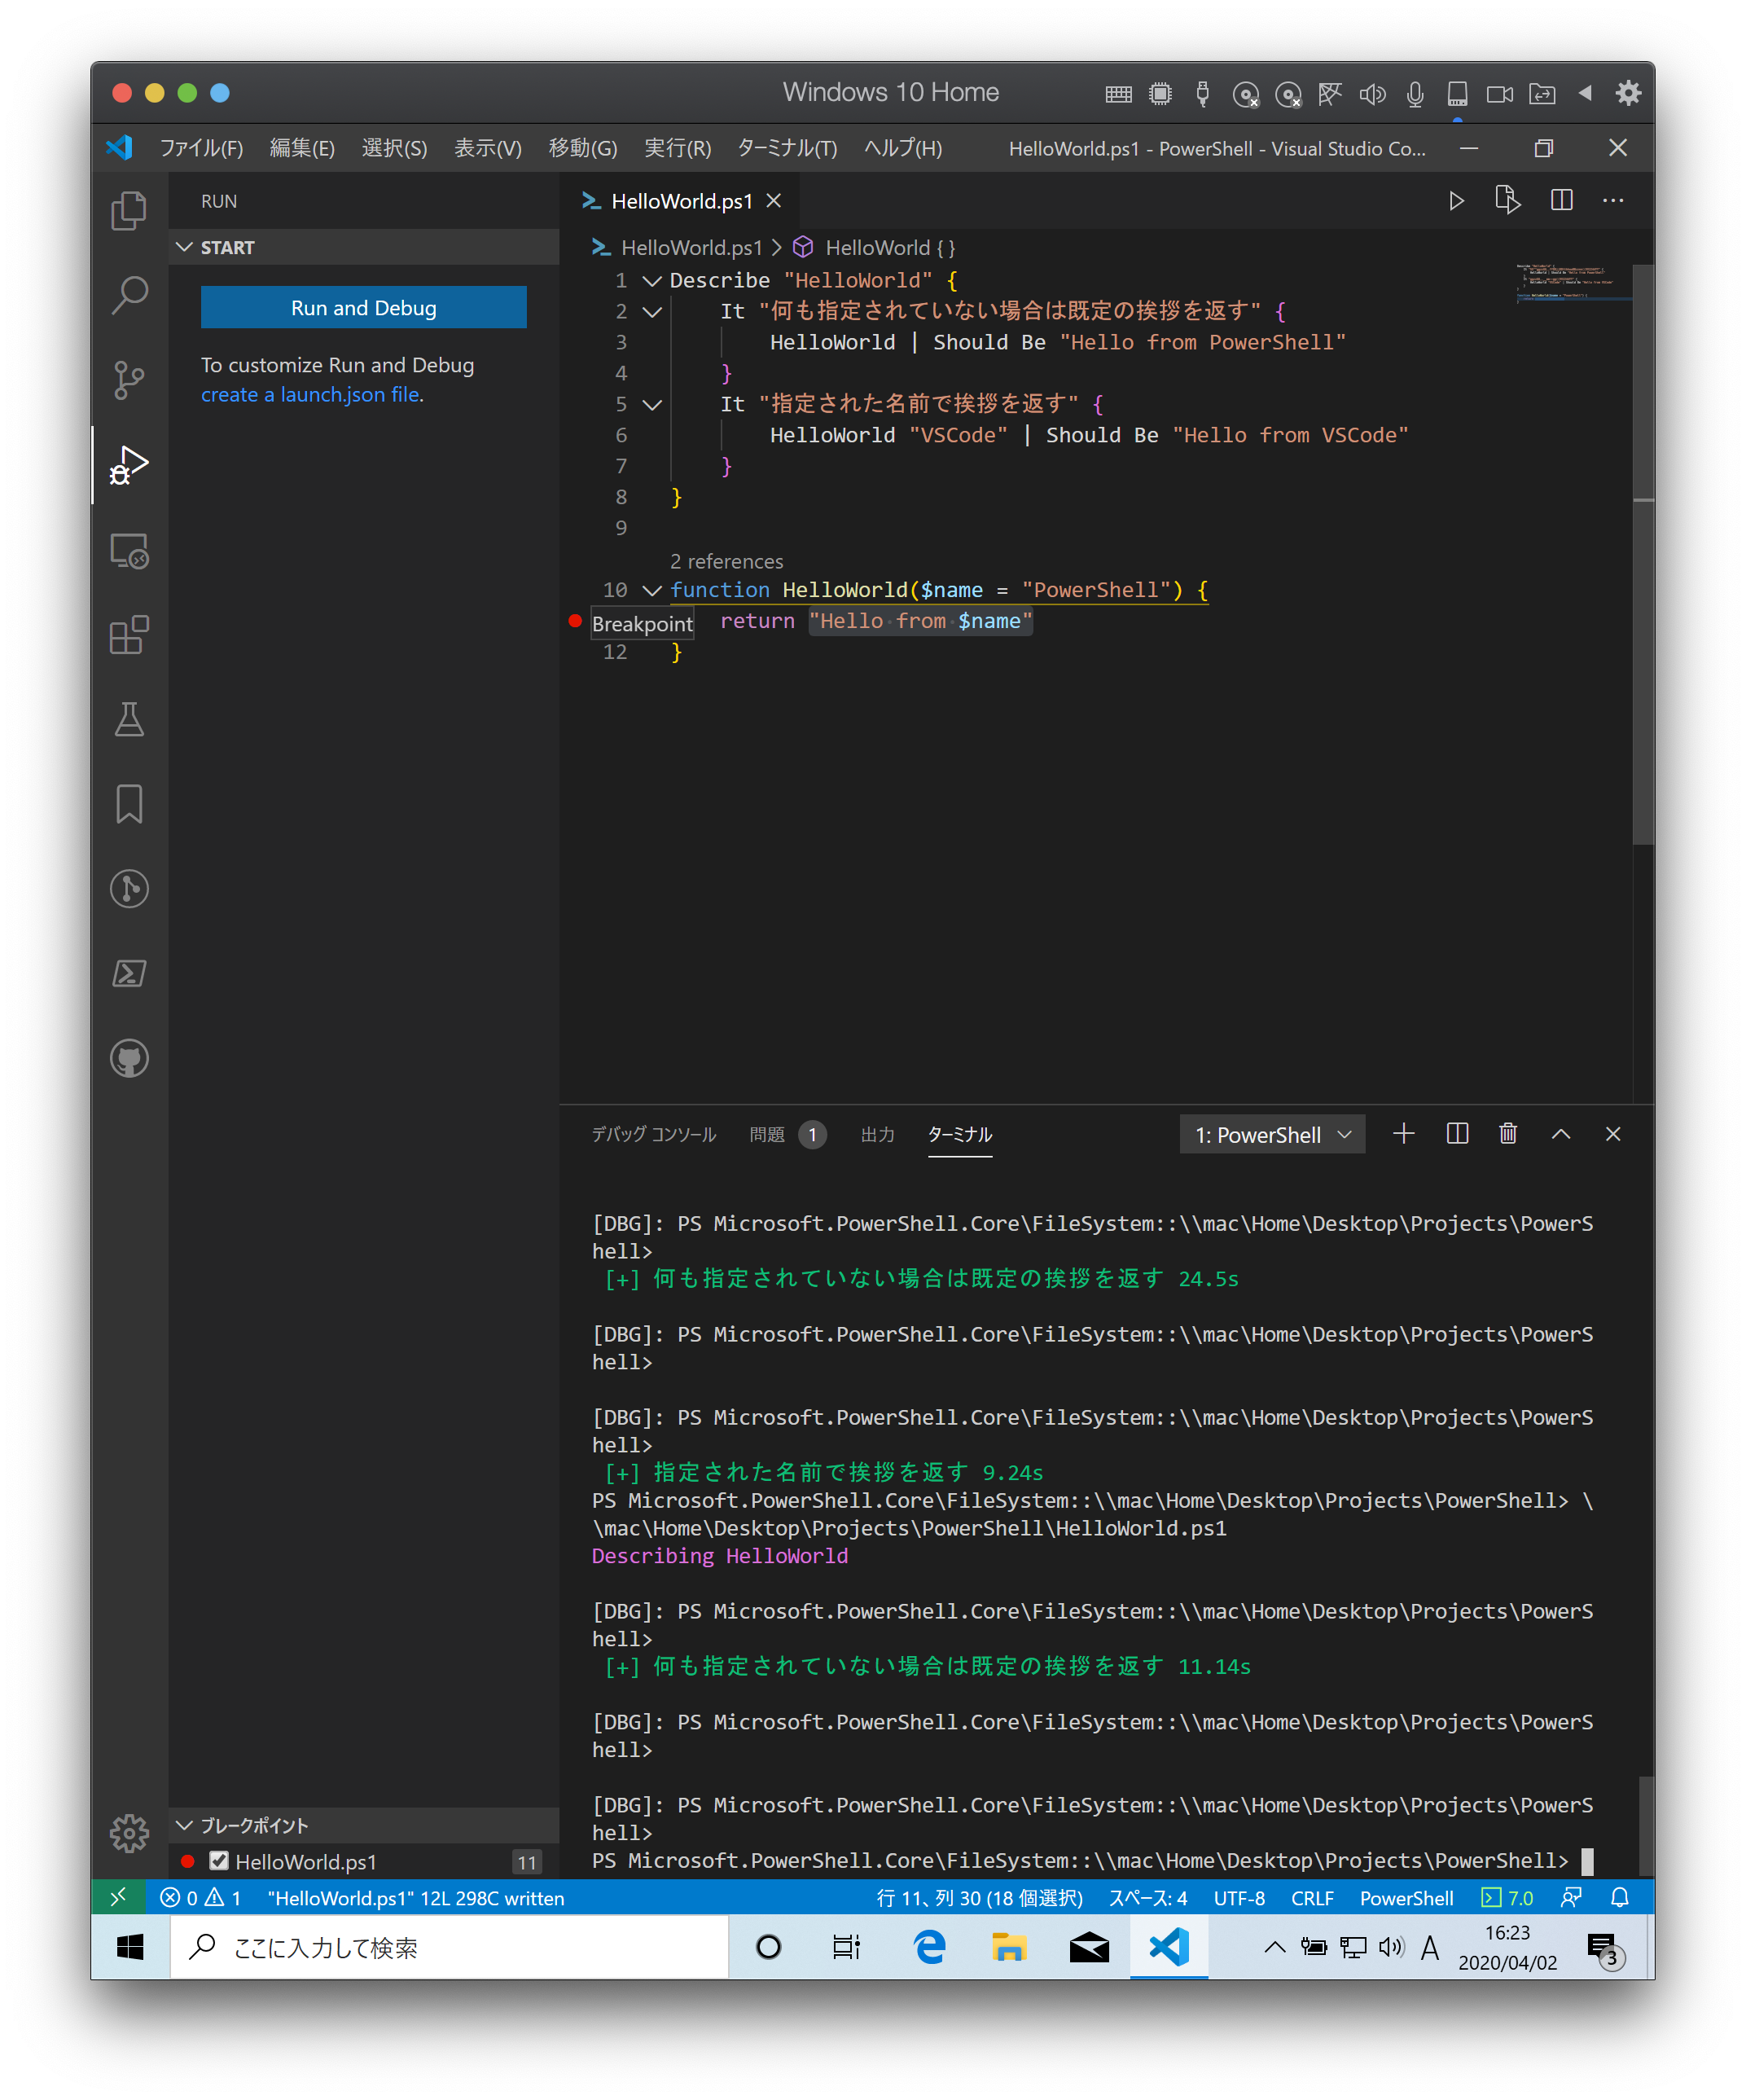 Windows 10 Home
ファイル(F) 編集(E) 選択(S) 表示(V) 移動(G) 実行(R) ターミナル(T) ヘルプ(H) HelloWorld.ps1 - PowerShell - Visual Studio Co...
RUN
START
Run and Debug
To customize Run and Debug
create a launch.json file.
HelloWorld.ps1
HelloWorld.ps1 > HelloWorld { }
1 Describe "HelloWorld" {
2 It "何も指定されていない場合は既定の挨拶を返す" {
3 HelloWorld | Should Be "Hello from PowerShell"
4 }
5 It "指定された名前で挨拶を返す" {
6 HelloWorld "VSCode" | Should Be "Hello from VSCode"
7 }
8 }
9
2 references
10 function HelloWorld($name = "PowerShell") {
Breakpoint return "Hello from $name"
12 }
デバッグ コンソール 問題 1 出力 ターミナル 1: PowerShell
[DBG]: PS Microsoft.PowerShell.Core\FileSystem::\\mac\Home\Desktop\Projects\PowerS
hell>
[+] 何も指定されていない場合は既定の挨拶を返す 24.5s
[DBG]: PS Microsoft.PowerShell.Core\FileSystem::\\mac\Home\Desktop\Projects\PowerS
hell>
[DBG]: PS Microsoft.PowerShell.Core\FileSystem::\\mac\Home\Desktop\Projects\PowerS
hell>
[+] 指定された名前で挨拶を返す 9.24s
PS Microsoft.PowerShell.Core\FileSystem::\\mac\Home\Desktop\Projects\PowerShell> \
\mac\Home\Desktop\Projects\PowerShell\HelloWorld.ps1
Describing HelloWorld
[DBG]: PS Microsoft.PowerShell.Core\FileSystem::\\mac\Home\Desktop\Projects\PowerS
hell>
[+] 何も指定されていない場合は既定の挨拶を返す 11.14s
[DBG]: PS Microsoft.PowerShell.Core\FileSystem::\\mac\Home\Desktop\Projects\PowerS
hell>
[DBG]: PS Microsoft.PowerShell.Core\FileSystem::\\mac\Home\Desktop\Projects\PowerS
hell>
PS Microsoft.PowerShell.Core\FileSystem::\\mac\Home\Desktop\Projects\PowerShell>
ブレークポイント
HelloWorld.ps1 11
0 1 "HelloWorld.ps1" 12L 298C written 行 11、列 30 (18 個選択) スペース: 4 UTF-8 CRLF PowerShell 7.0
ここに入力して検索
A
16:23
2020/04/02
3